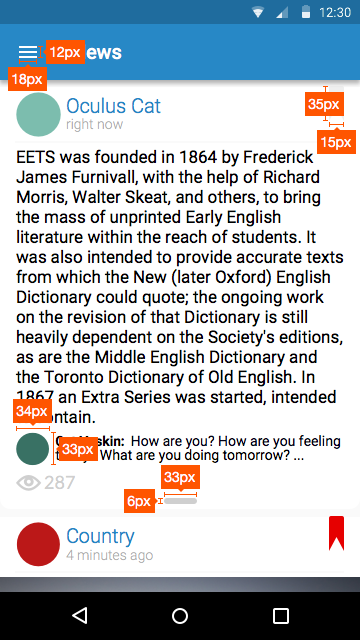 12:30
12px
ews
18px
Oculus Cat
right now
35px
15px
EETS was founded in 1864 by Frederick
James Furnivall, with the help of Richard
Morris, Walter Skeat, and others, to bring
the mass of unprinted Early English
literature within the reach of students. It
was also intended to provide accurate texts
from which the New (later Oxford) English
Dictionary could quote; the ongoing work
on the revision of that Dictionary is still
heavily dependent on the Society's editions,
as are the Middle English Dictionary and
the Toronto Dictionary of Old English. In
1867 an Extra Series was started, intended
ontain.
34px
skin: How are you? How are you feeling
What are you doing tomorrow? ...
33px
287
33px
6px
Country
4 minutes ago